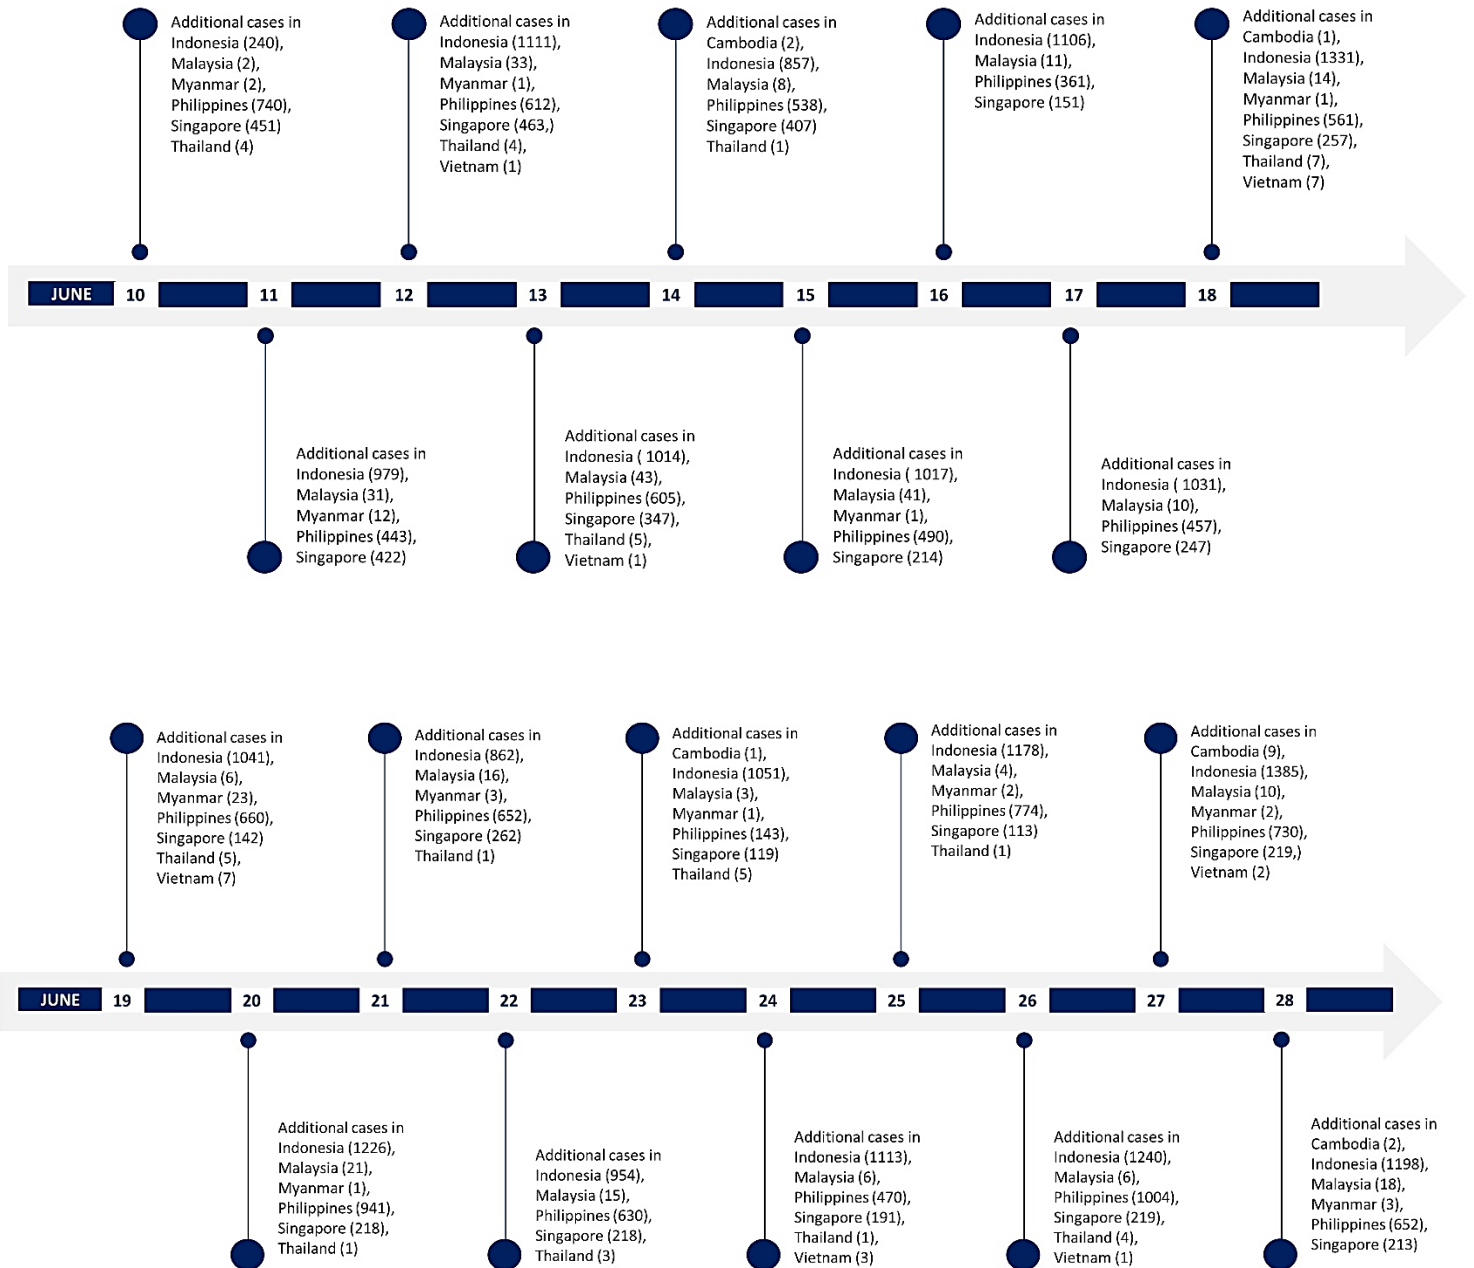 Additional cases in
Indonesia (240),
Malaysia (2),
Myanmar (2),
Philippines (740),
Singapore (451)
Thailand (4)
Additional cases in
Indonesia (1111),
Malaysia (33),
Myanmar (1),
Philippines (612),
Singapore (463,)
Thailand (4),
Vietnam (1)
Additional cases in
Cambodia (2),
Indonesia (857),
Malaysia (8),
Philippines (538),
Singapore (407)
Thailand (1)
Additional cases in
Indonesia (1106),
Malaysia (11),
Philippines (361),
Singapore (151)
Additional cases in
Cambodia (1),
Indonesia (1331),
Malaysia (14),
Myanmar (1),
Philippines (561),
Singapore (257),
Thailand (7),
Vietnam (7)
JUNE 10 11 12 13 14 15 16 17 18
Additional cases in
Indonesia (979),
Malaysia (31),
Myanmar (12),
Philippines (443),
Singapore (422)
Additional cases in
Indonesia ( 1014),
Malaysia (43),
Philippines (605),
Singapore (347),
Thailand (5),
Vietnam (1)
Additional cases in
Indonesia ( 1017),
Malaysia (41),
Myanmar (1),
Philippines (490),
Singapore (214)
Additional cases in
Indonesia ( 1031),
Malaysia (10),
Philippines (457),
Singapore (247)
Additional cases in
Indonesia (1041),
Malaysia (6),
Myanmar (23),
Philippines (660),
Singapore (142)
Thailand (5),
Vietnam (7)
Additional cases in
Indonesia (862),
Malaysia (16),
Myanmar (3),
Philippines (652),
Singapore (262)
Thailand (1)
Additional cases in
Cambodia (1),
Indonesia (1051),
Malaysia (3),
Myanmar (1),
Philippines (143),
Singapore (119)
Thailand (5)
Additional cases in
Indonesia (1178),
Malaysia (4),
Myanmar (2),
Philippines (774),
Singapore (113)
Thailand (1)
Additional cases in
Cambodia (9),
Indonesia (1385),
Malaysia (10),
Myanmar (2),
Philippines (730),
Singapore (219,)
Vietnam (2)
JUNE 19 20 21 22 23 24 25 26 27 28
Additional cases in
Indonesia (1226),
Malaysia (21),
Myanmar (1),
Philippines (941),
Singapore (218),
Thailand (1)
Additional cases in
Indonesia (954),
Malaysia (15),
Philippines (630),
Singapore (218),
Thailand (3)
Additional cases in
Indonesia (1113),
Malaysia (6),
Philippines (470),
Singapore (191),
Thailand (1),
Vietnam (3)
Additional cases in
Indonesia (1240),
Malaysia (6),
Philippines (1004),
Singapore (219),
Thailand (4),
Vietnam (1)
Additional cases in
Cambodia (2),
Indonesia (1198),
Malaysia (18),
Myanmar (3),
Philippines (652),
Singapore (213)